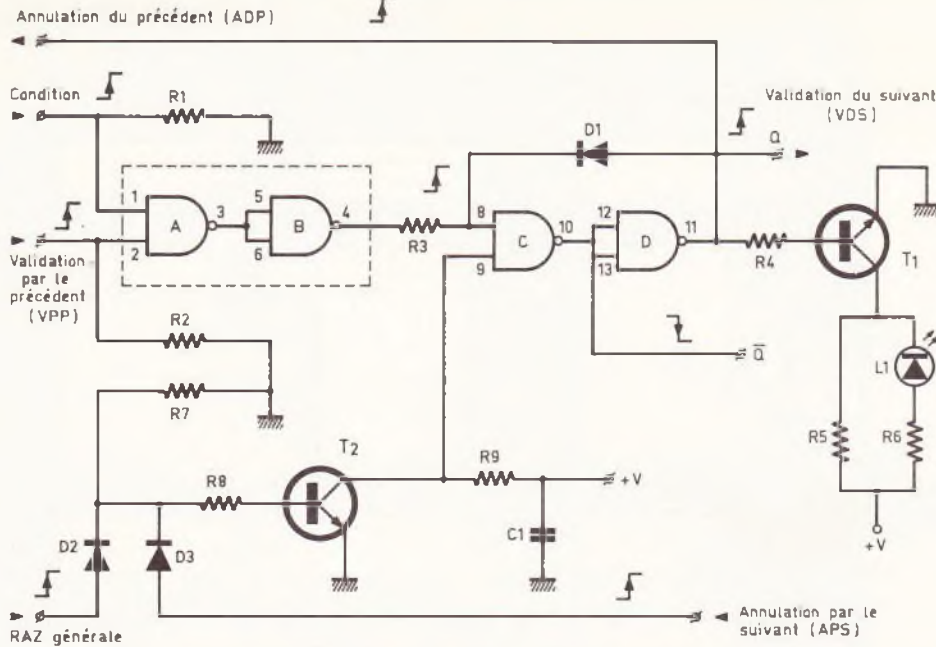 Annulation du précédent (ADP)
Condition
R1
Validation du suivant
(VDS)
D1
Q
1
2
A
3
5
6
B
4
R3
8
9
C
10
12
13
D
11
R4
T1
Validation
par le
précédent
(VPP)
R2
R7
Q̅
L1
R5
R6
T2
R8
R9
+V
C1
D2
D3
+V
RAZ générale
Annulation par le
suivant (APS)